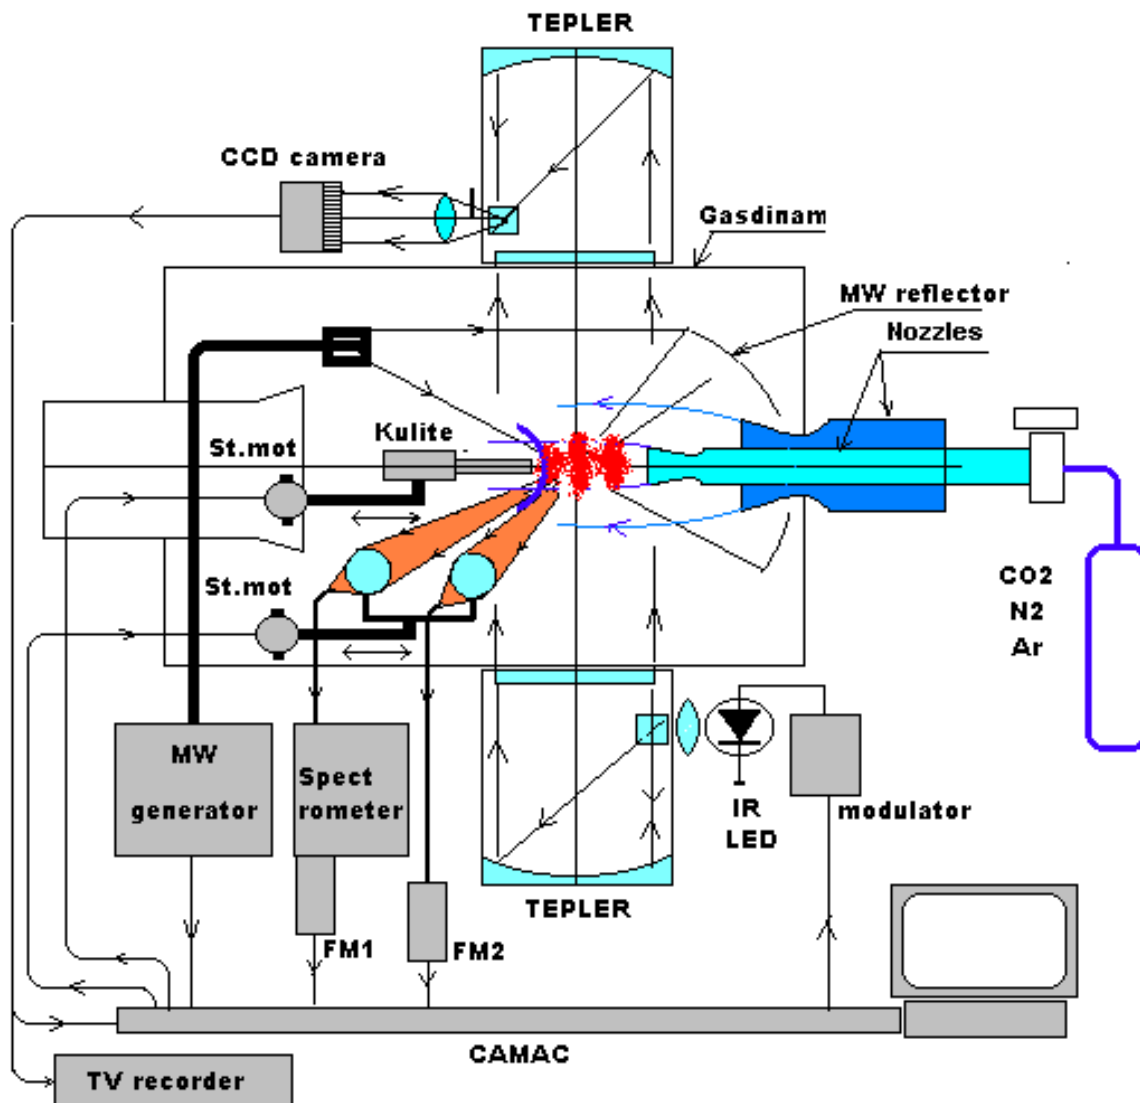 TEPLER
CCD camera
Gasdinam
MW reflector
Nozzles
St.mot
Kulite
St.mot
CO2
N2
Ar
MW
generator
Spect
rometer
IR
LED
modulator
TEPLER
FM1
FM2
CAMAC
TV recorder